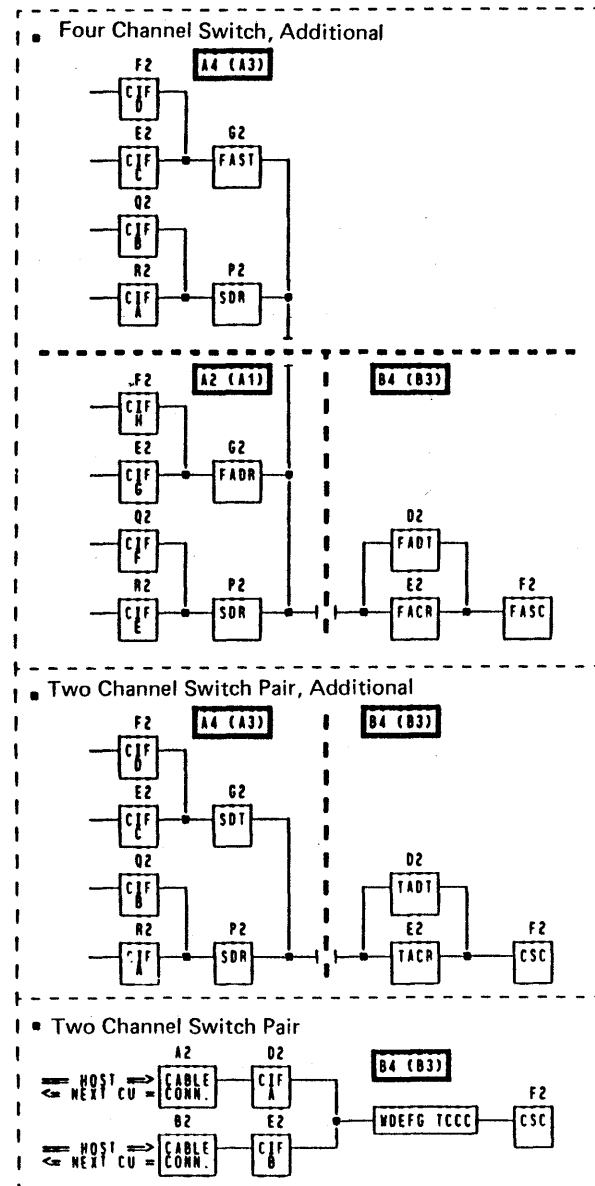 Four Channel Switch, Additional
F2 A4 (A3)
CIF D
E2 G2
CIF C FAST
Q2
CIF B
R2 P2
CIF A SDR
F2 A2 (A1) B4 (B3)
CIF H
E2 G2
CIF G FADR
Q2 D2
CIF F FADT
R2 P2 E2 F2
CIF E SDR FACR FASC
Two Channel Switch Pair, Additional
F2 A4 (A3) B4 (B3)
CIF D
E2 G2
CIF C SDT
Q2 D2
CIF B TADT
R2 P2 E2 F2
CIF A SDR TACR CSC
Two Channel Switch Pair
A2 D2 B4 (B3)
=== HOST => CABLE CIF
<= NEXT CU = CONN. A F2
B2 E2 WDEFG TCCC CSC
=== HOST => CABLE CIF
<= NEXT CU = CONN. B